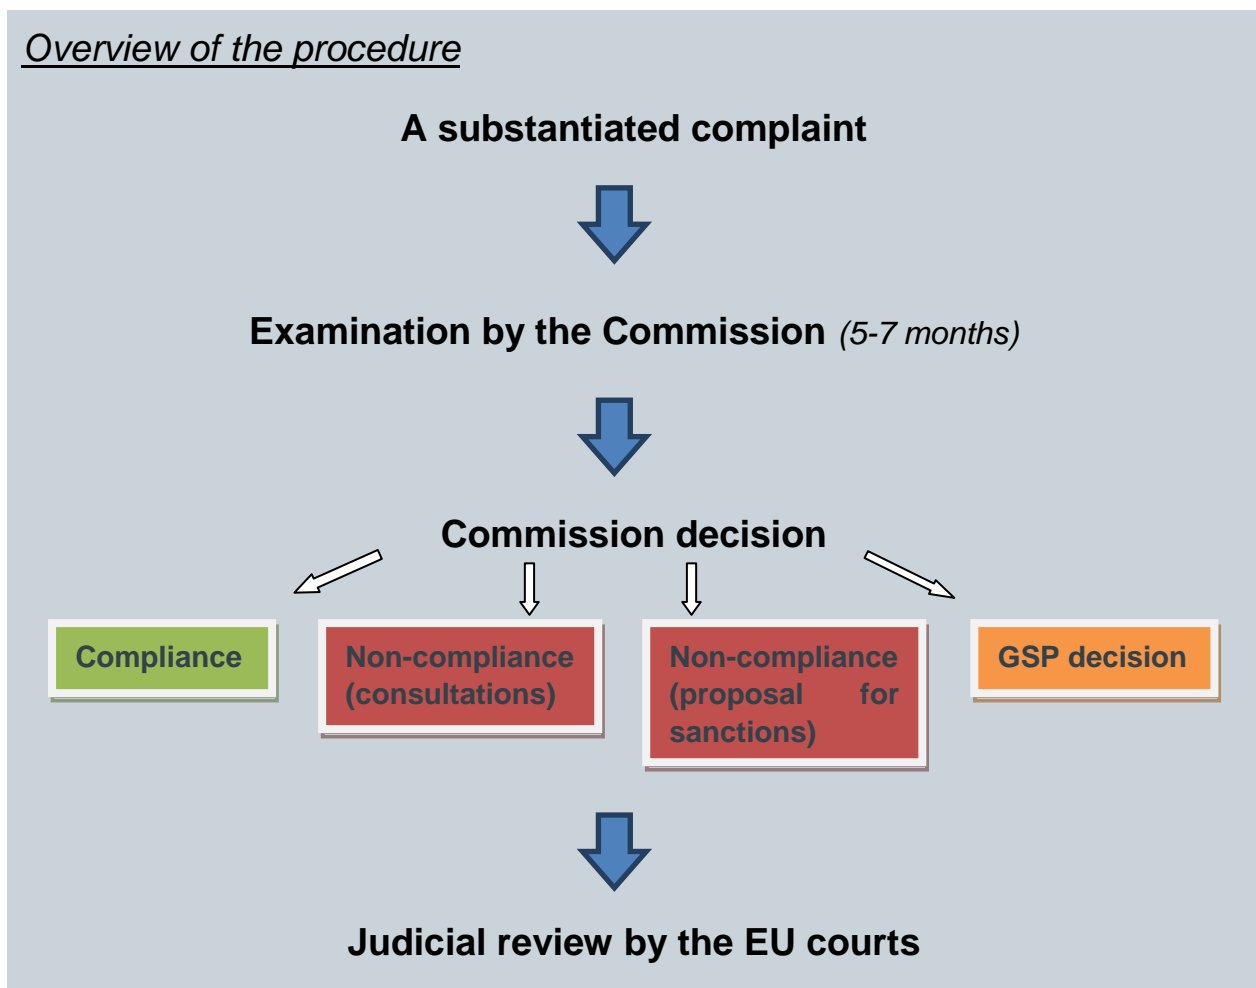 Overview of the procedure
A substantiated complaint
Examination by the Commission (5-7 months)
Commission decision
Compliance
Non-compliance
(consultations)
Non-compliance
(proposal for
sanctions)
GSP decision
Judicial review by the EU courts